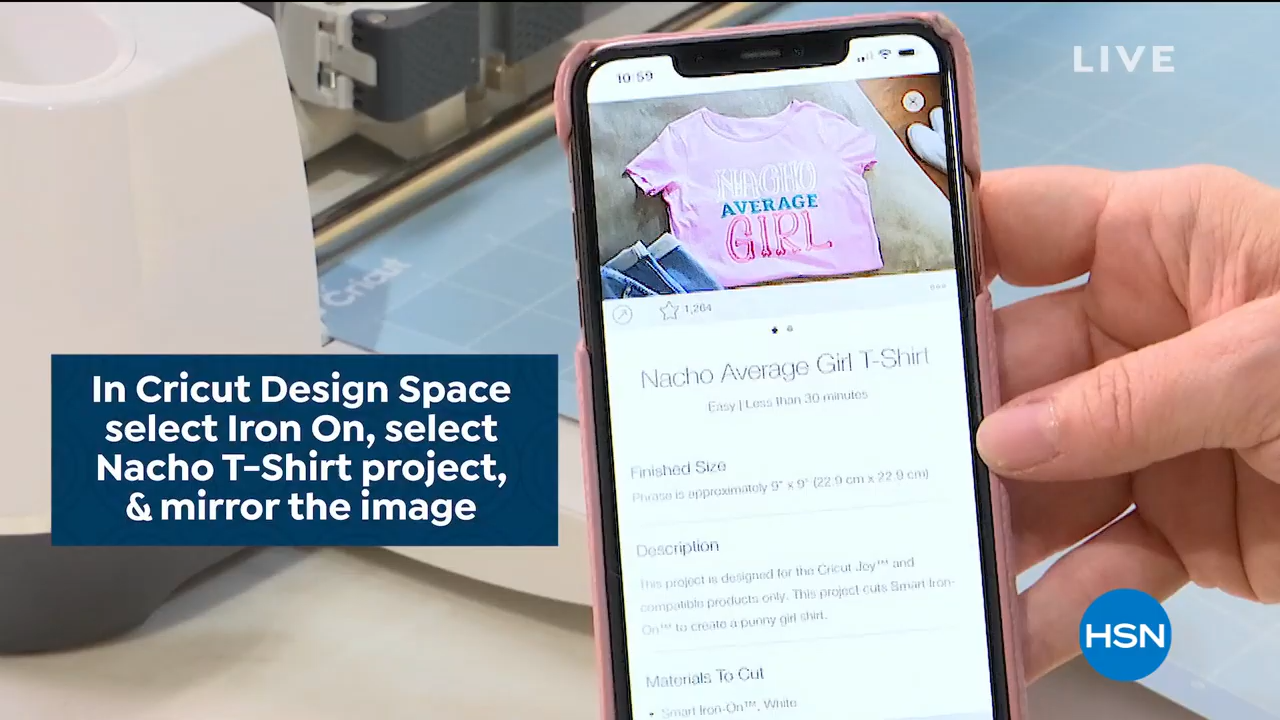 LIVE
10:59
NACHO
AVERAGE
GIRL
Cricut
1,264
Nacho Average Girl T-Shirt
Easy | Less than 30 minutes
Finished Size
Phrase is approximately 9" x 9" (22.9 cm x 22.9 cm)
Description
This project is designed for the Cricut Joy™ and
compatible products only. This project cuts Smart Iron-
On™ to create a punny girl shirt.
Materials To Cut
• Smart Iron-On™, White
In Cricut Design Space
select Iron On, select
Nacho T-Shirt project,
& mirror the image
HSN